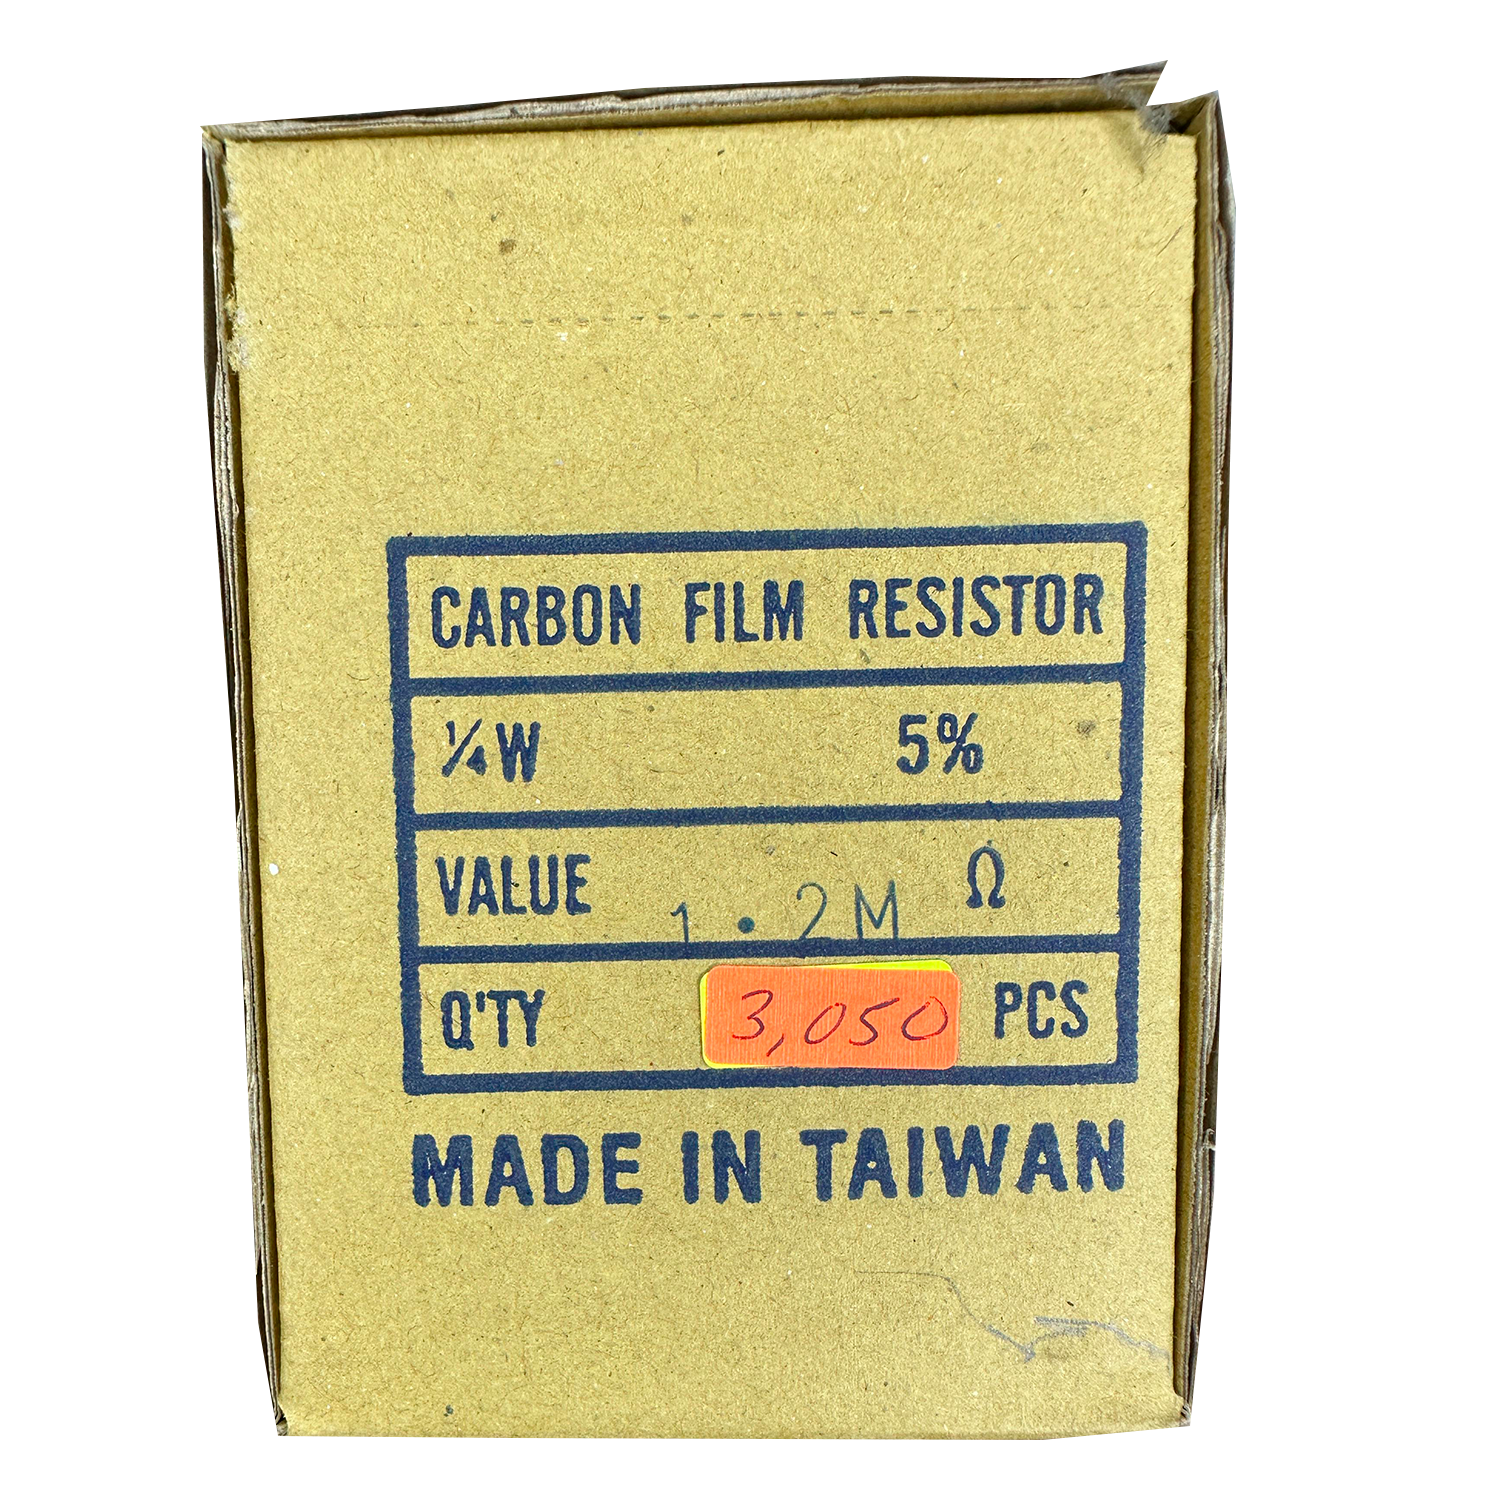 CARBON FILM RESISTOR
¼W 5%
VALUE 1.2M Ω
Q'TY 3,050 PCS
MADE IN TAIWAN